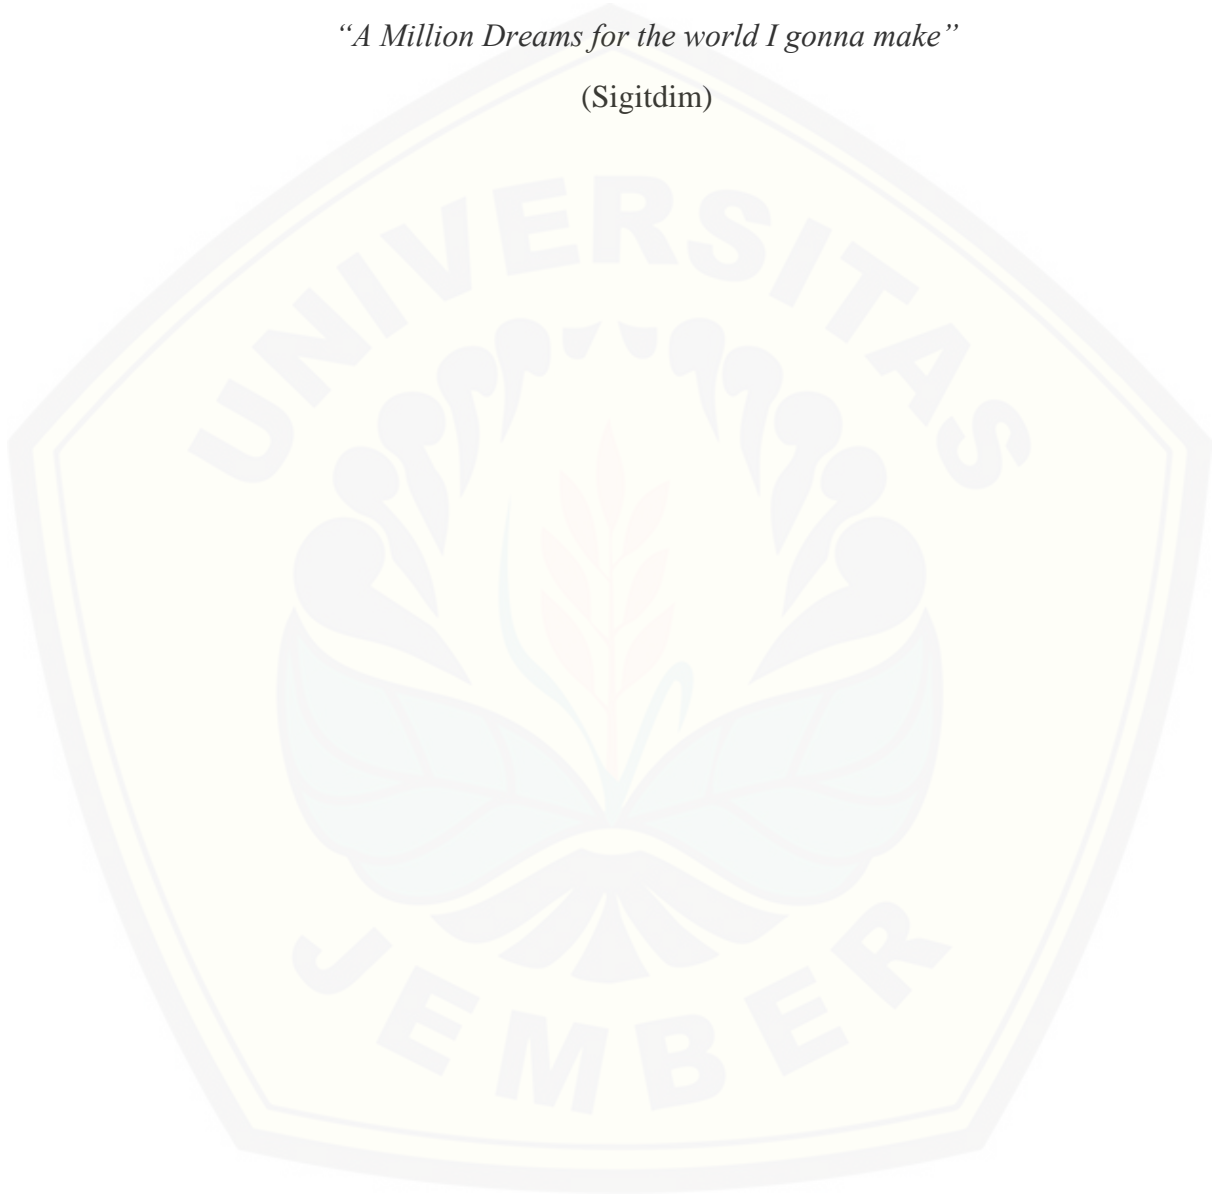 “A Million Dreams for the world I gonna make”
(Sigitdim)
UNIVERSITAS
JEMBER